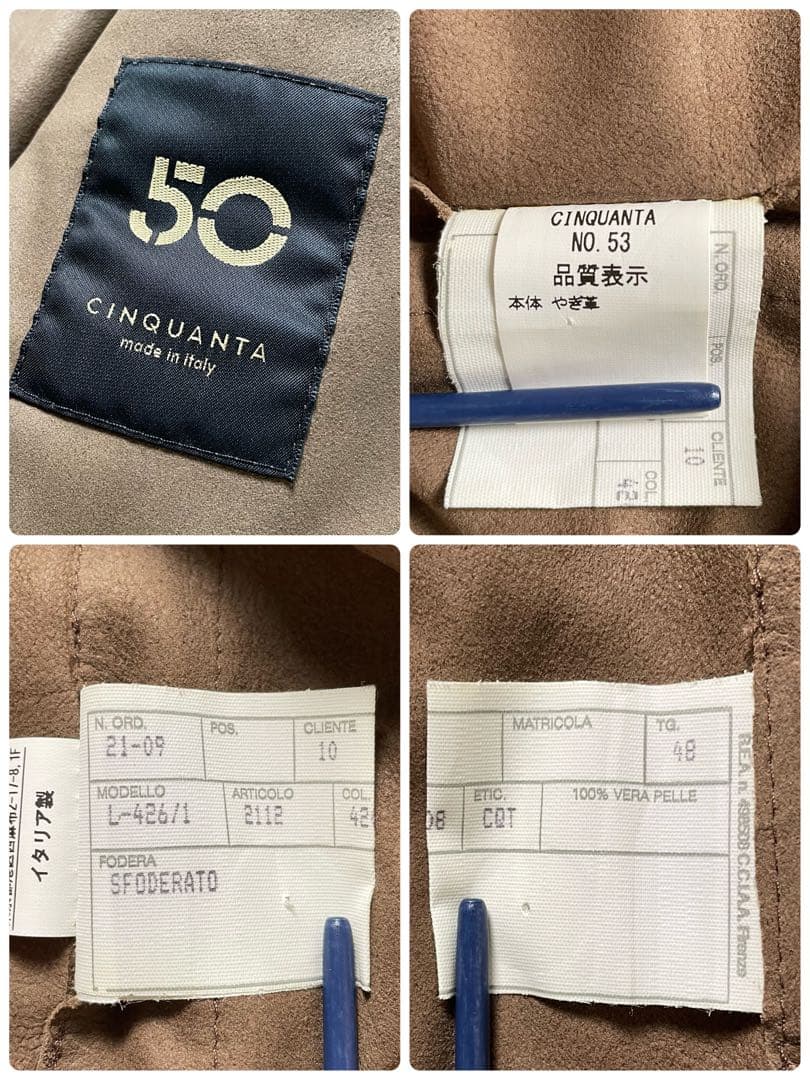 50
CINQUANTA
made in italy
CINQUANTA
NO. 53
品質表示
本体 やぎ革
N. ORD.
POS
CLIENTE
10
COL.
42
N. ORD.
21-09
POS.
CLIENTE
10
MODELLO
L-426/1
ARTICOLO
2112
COL.
42
FODERA
SFODERATO
イタリア製
MATRICOLA
TG.
48
08
ETIC.
CQT
100% VERA PELLE